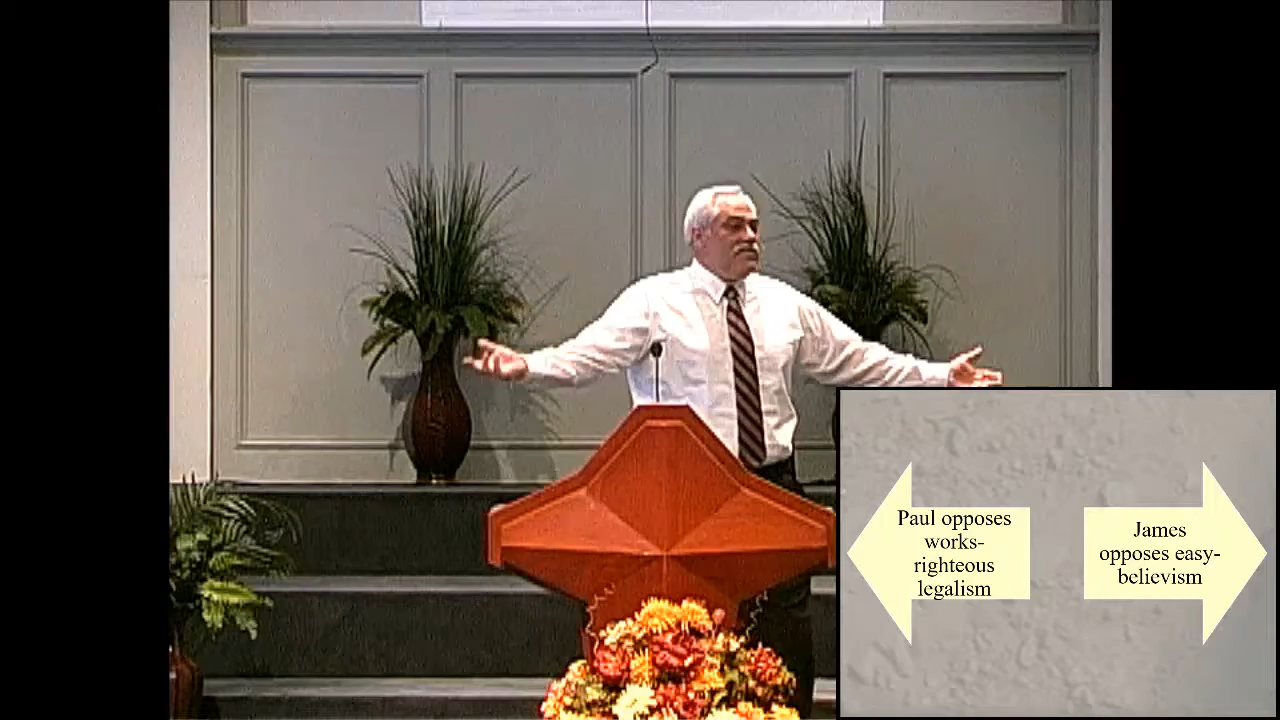 Paul opposes
works-
righteous
legalism
James
opposes easy-
believism